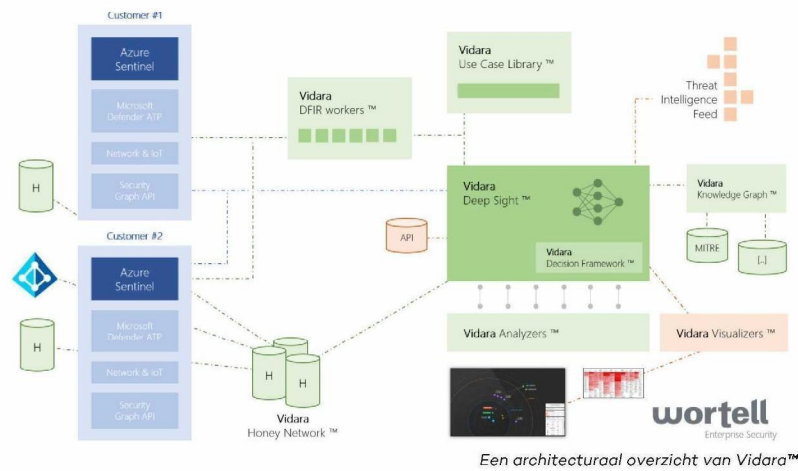 Customer #1
Azure
Sentinel
Microsoft
Defender ATP
Network & IoT
Security
Graph API
H
Vidara
DFIR workers ™
Vidara
Use Case Library ™
Threat
Intelligence
Feed
Vidara
Deep Sight ™
Vidara
Decision Framework ™
API
Vidara
Knowledge Graph ™
MITRE
[..]
Customer #2
Azure
Sentinel
Microsoft
Defender ATP
Network & IoT
Security
Graph API
H
H
H
Vidara
Honey Network ™
Vidara Analyzers ™
Vidara Visualizers ™
wortell
Enterprise Security
Een architecturaal overzicht van Vidara™